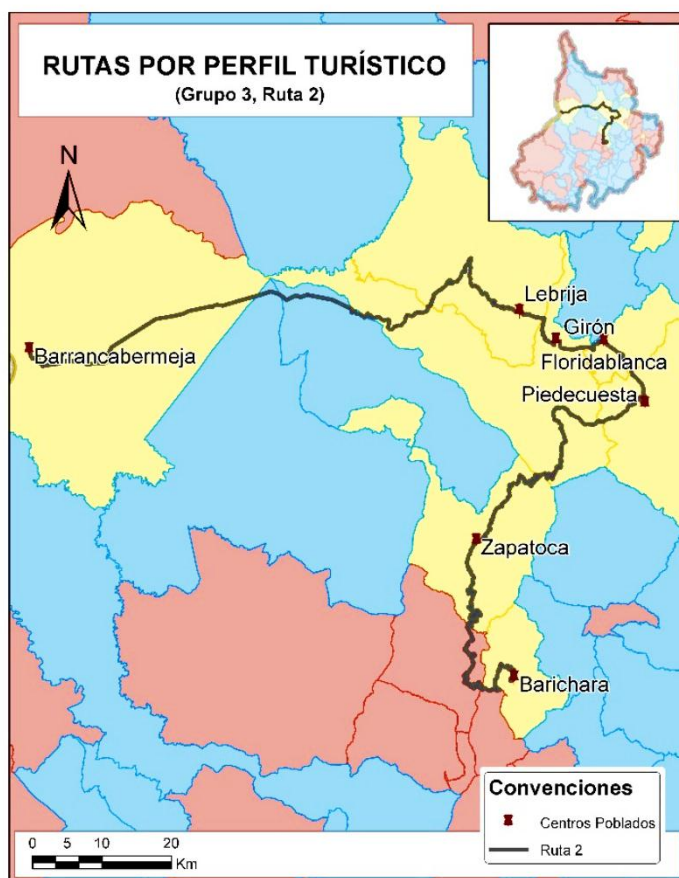 RUTAS POR PERFIL TURÍSTICO
(Grupo 3, Ruta 2)
N
Lebrija
Girón
Barrancabermeja
Floridablanca
Piedecuesta
Zapatoca
Barichara
Convenciones
Centros Poblados
Ruta 2
0 5 10 20
Km